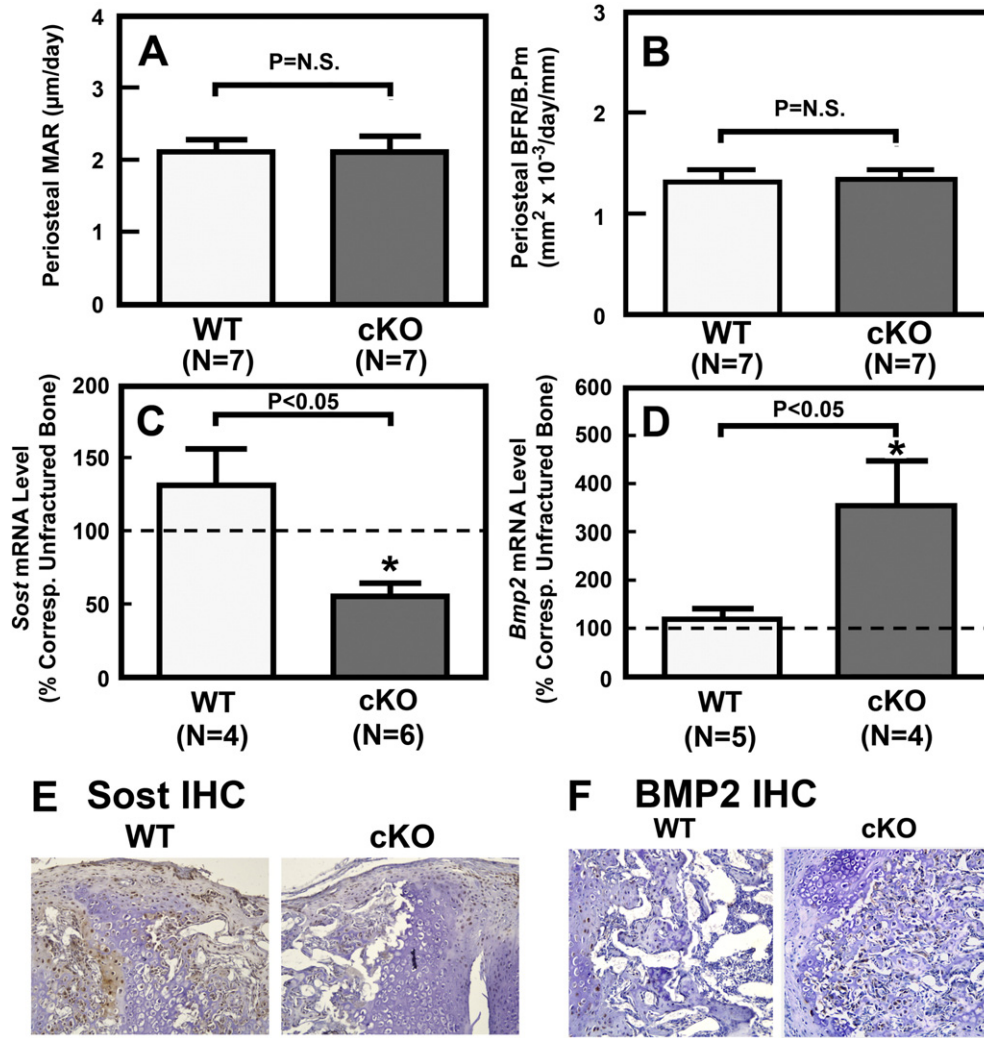 A
Periosteal MAR (µm/day)
4
3
2
1
0
P=N.S.
WT
cKO
(N=7)
(N=7)
B
Periosteal BFR/B.Pm
(mm² x 10⁻³/day/mm)
3
2
1
0
P=N.S.
WT
cKO
(N=7)
(N=7)
C
Sost mRNA Level
(% Corresp. Unfractured Bone)
200
150
100
50
0
P<0.05
*
WT
cKO
(N=4)
(N=6)
D
Bmp2 mRNA Level
(% Corresp. Unfractured Bone)
600
500
400
300
200
100
0
P<0.05
*
WT
cKO
(N=5)
(N=4)
E Sost IHC
WT
cKO
F BMP2 IHC
WT
cKO